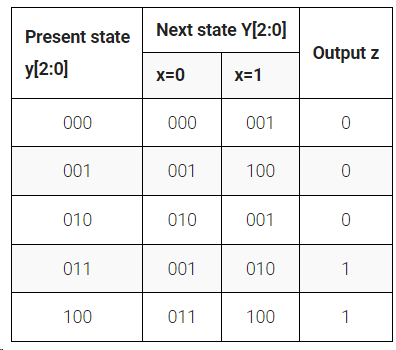 Present state y[2:0] Next state Y[2:0] Output z
x=0 x=1
000 000 001 0
001 001 100 0
010 010 001 0
011 001 010 1
100 011 100 1